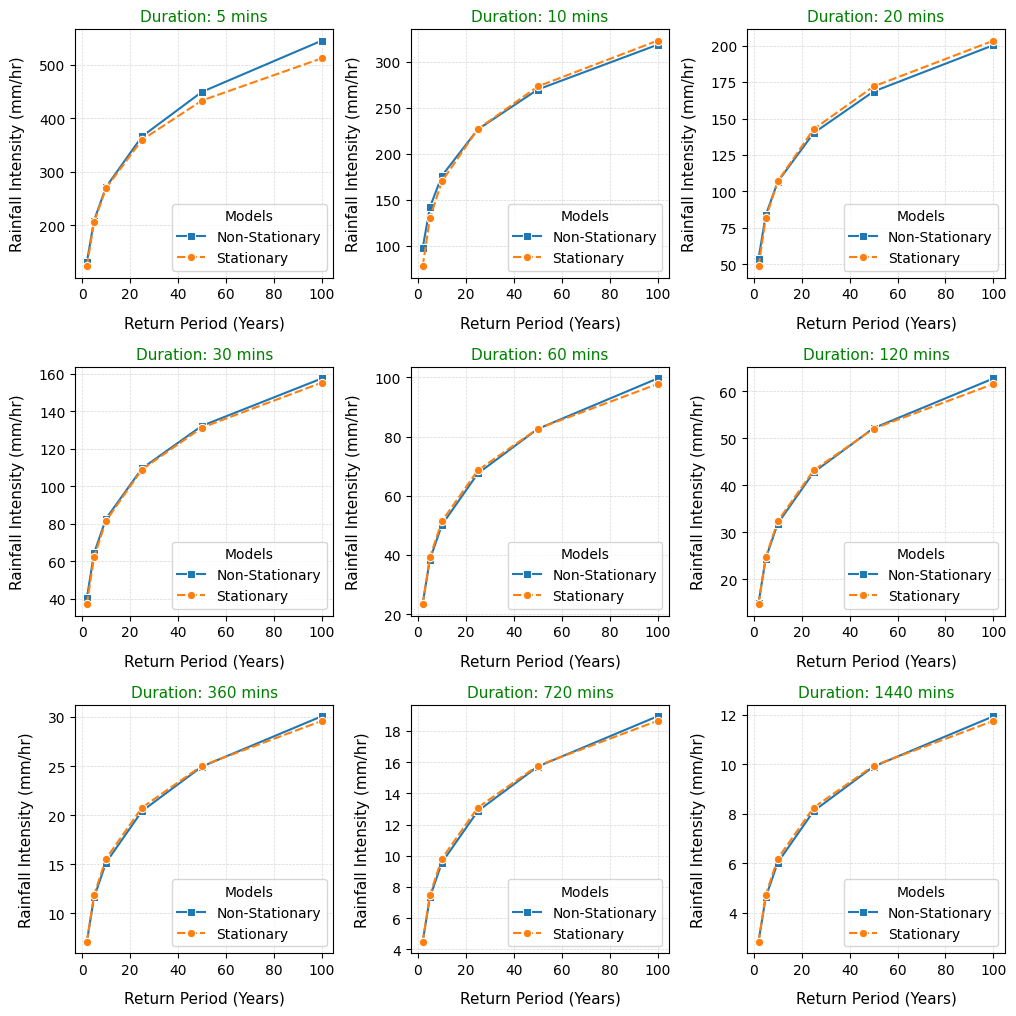 Duration: 5 mins
Rainfall Intensity (mm/hr)
500
400
300
200
Models
Non-Stationary
Stationary
0 20 40 60 80 100
Return Period (Years)
Duration: 10 mins
Rainfall Intensity (mm/hr)
300
250
200
150
100
Models
Non-Stationary
Stationary
0 20 40 60 80 100
Return Period (Years)
Duration: 20 mins
Rainfall Intensity (mm/hr)
200
175
150
125
100
75
50
Models
Non-Stationary
Stationary
0 20 40 60 80 100
Return Period (Years)
Duration: 30 mins
Rainfall Intensity (mm/hr)
160
140
120
100
80
60
40
Models
Non-Stationary
Stationary
0 20 40 60 80 100
Return Period (Years)
Duration: 60 mins
Rainfall Intensity (mm/hr)
100
80
60
40
20
Models
Non-Stationary
Stationary
0 20 40 60 80 100
Return Period (Years)
Duration: 120 mins
Rainfall Intensity (mm/hr)
60
50
40
30
20
Models
Non-Stationary
Stationary
0 20 40 60 80 100
Return Period (Years)
Duration: 360 mins
Rainfall Intensity (mm/hr)
30
25
20
15
10
Models
Non-Stationary
Stationary
0 20 40 60 80 100
Return Period (Years)
Duration: 720 mins
Rainfall Intensity (mm/hr)
18
16
14
12
10
8
6
4
Models
Non-Stationary
Stationary
0 20 40 60 80 100
Return Period (Years)
Duration: 1440 mins
Rainfall Intensity (mm/hr)
12
10
8
6
4
Models
Non-Stationary
Stationary
0 20 40 60 80 100
Return Period (Years)